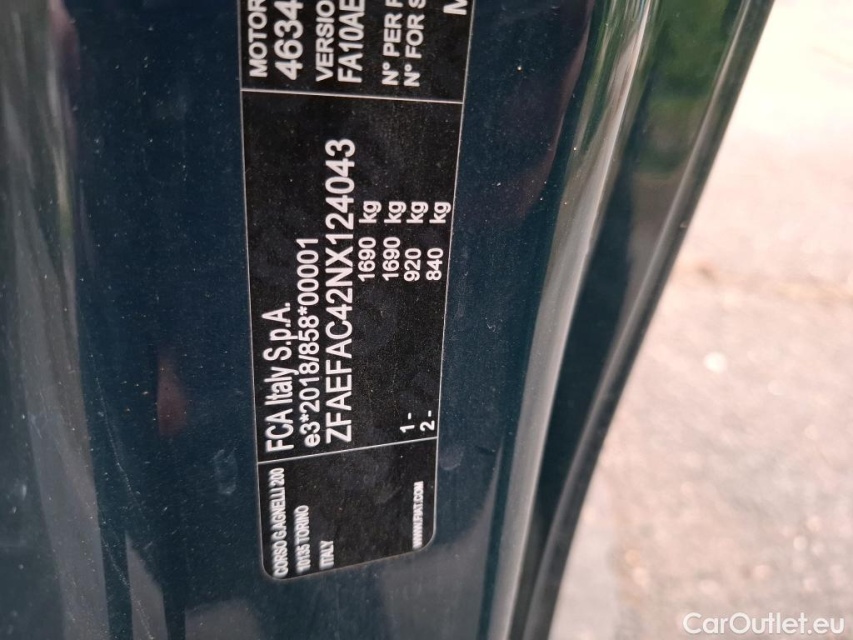 FCA Italy S.p.A.
e3*2018/858*00001
ZFAEFAC42NX124043
1690 kg
1690 kg
1 - 920 kg
2 - 840 kg
MOTOR
4634
VERSIO
FA10AE
N° PER
N° FOR S
CORSO G.AGNELLI 200
10135 TORINO
ITALY
WWW.FIAT.COM
CarOutlet.eu